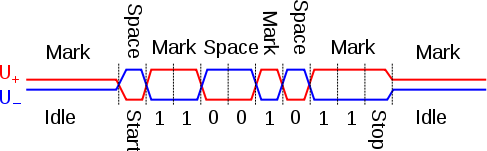 Mark Space Mark Space Mark Space Mark Mark
U+
U−
Idle Start 1 1 0 0 1 0 1 1 Stop Idle